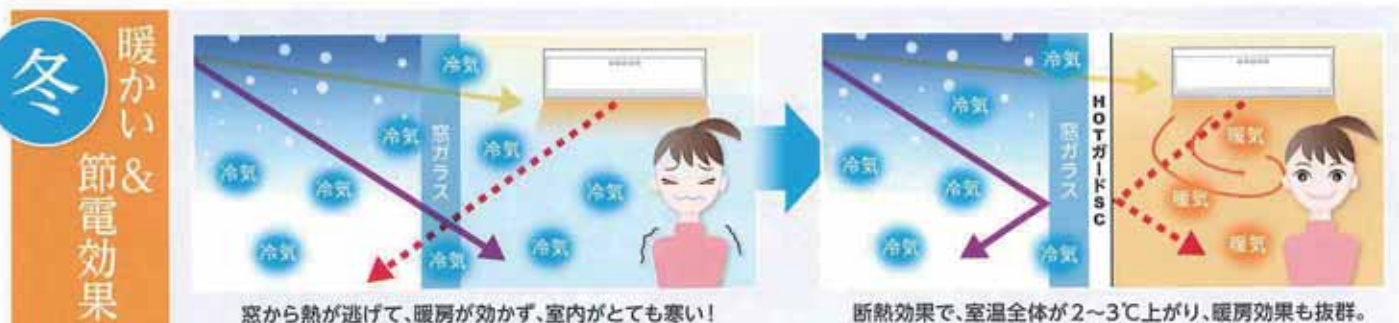 冬
暖かい&
節電効果
冷気
冷気
冷気
冷気
冷気
冷気
冷気
冷気
冷気
窓ガラス
窓から熱が逃げて、暖房が効かず、室内がとても寒い!
冷気
冷気
冷気
冷気
冷気
冷気
窓ガラス
HOTガードSC
暖気
暖気
暖気
断熱効果で、室温全体が2～3℃上がり、暖房効果も抜群。